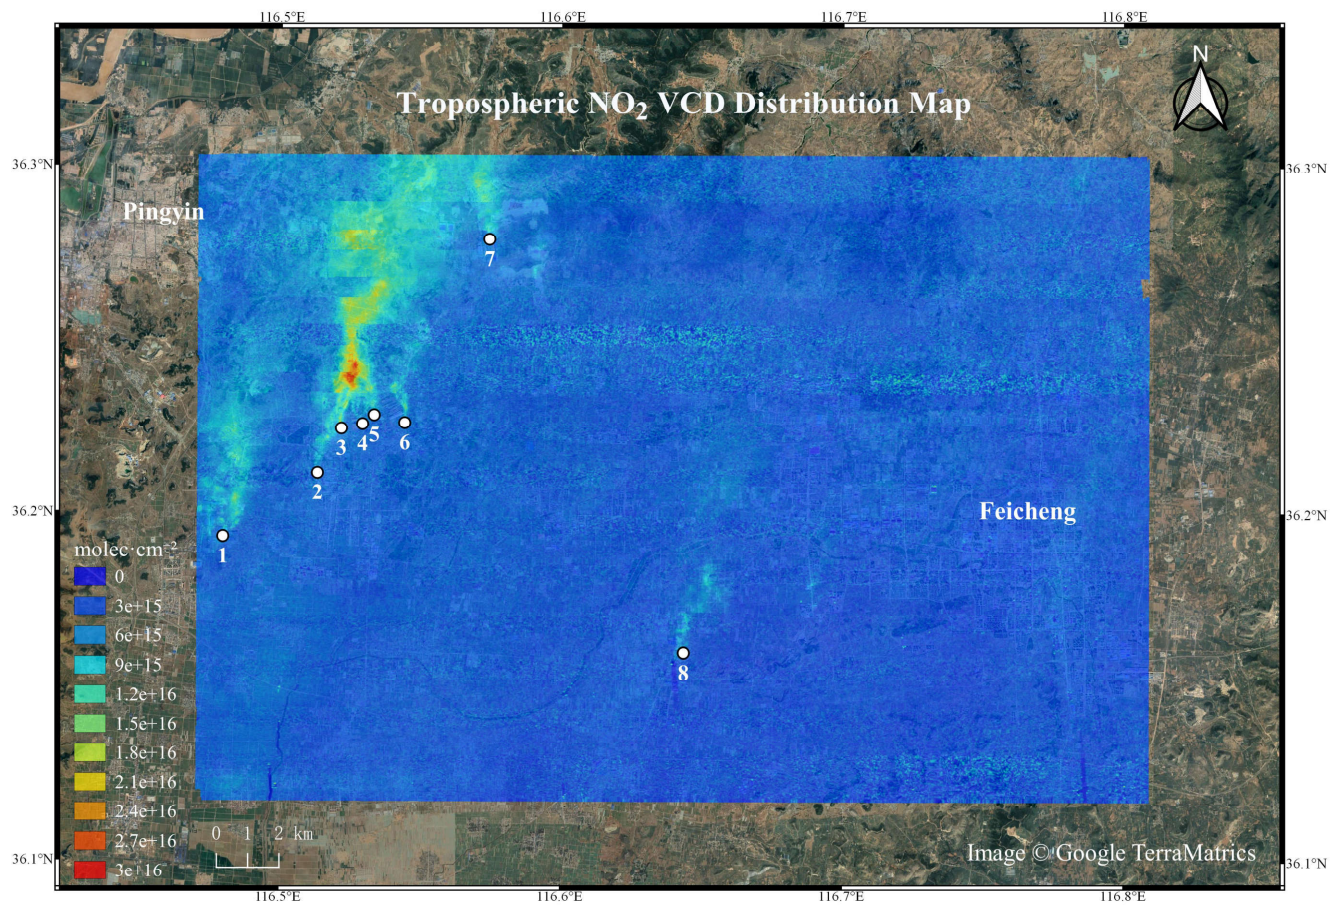 116.5°E 116.6°E 116.7°E 116.8°E
N
Tropospheric NO₂ VCD Distribution Map
36.3°N 36.3°N
Pingyin
7
5
3 4 6
2
36.2°N 36.2°N
Feicheng
1
molec·cm⁻²
0
3e+15
6e+15
9e+15
8
1.2e+16
1.5e+16
1.8e+16
2.1e+16
2.4e+16
2.7e+16
3e+16
0 1 2 km
Image © Google TerraMatrics
36.1°N 36.1°N
116.5°E 116.6°E 116.7°E 116.8°E